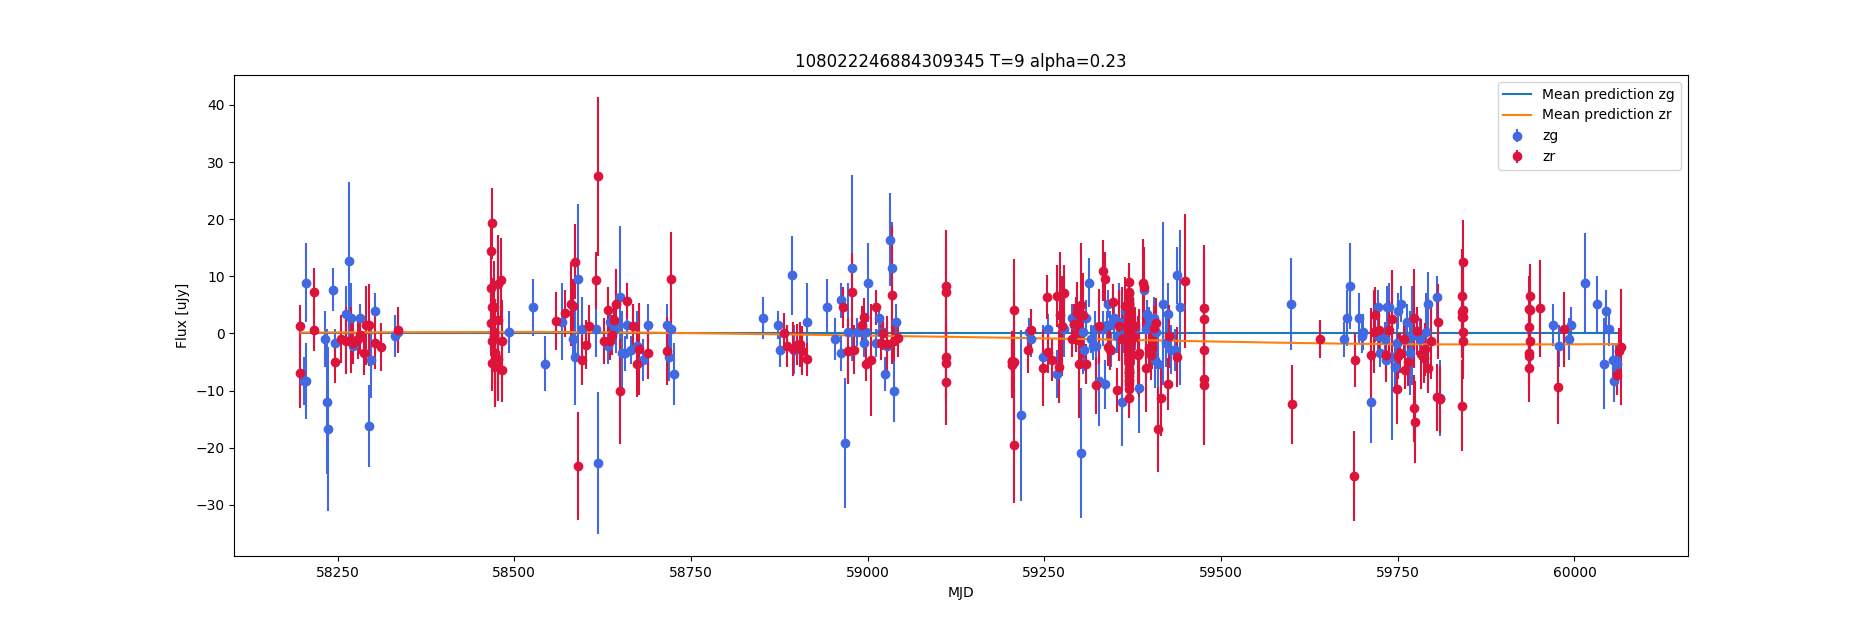 108022246884309345 T=9 alpha=0.23
Mean prediction zg
Mean prediction zr
zg
zr
40
30
20
10
0
−10
−20
−30
Flux [uJy]
58250 58500 58750 59000 59250 59500 59750 60000
MJD